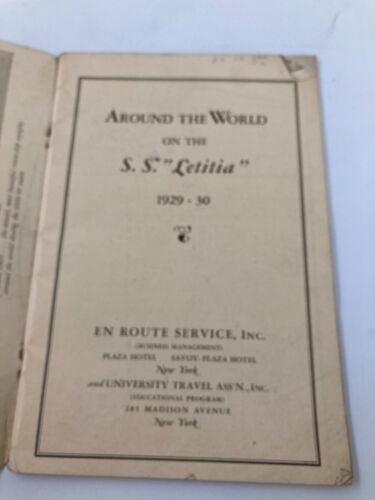 AROUND THE WORLD
ON THE
S. S. "Letitia"
1929 - 30
EN ROUTE SERVICE, INC.
(BUSINESS MANAGEMENT)
PLAZA HOTEL SAVOY-PLAZA HOTEL
New York
and UNIVERSITY TRAVEL ASS'N., INC.
(EDUCATIONAL PROGRAM)
285 MADISON AVENUE
New York